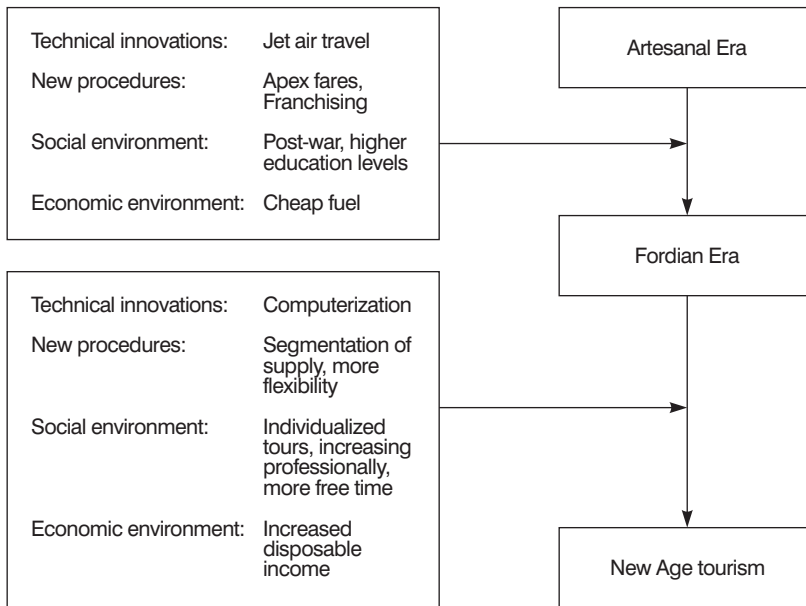 Technical innovations: Jet air travel
New procedures: Apex fares,
Franchising
Social environment: Post-war, higher
education levels
Economic environment: Cheap fuel
Artesanal Era
Fordian Era
Technical innovations: Computerization
New procedures: Segmentation of
supply, more
flexibility
Social environment: Individualized
tours, increasing
professionally,
more free time
Economic environment: Increased
disposable
income
New Age tourism